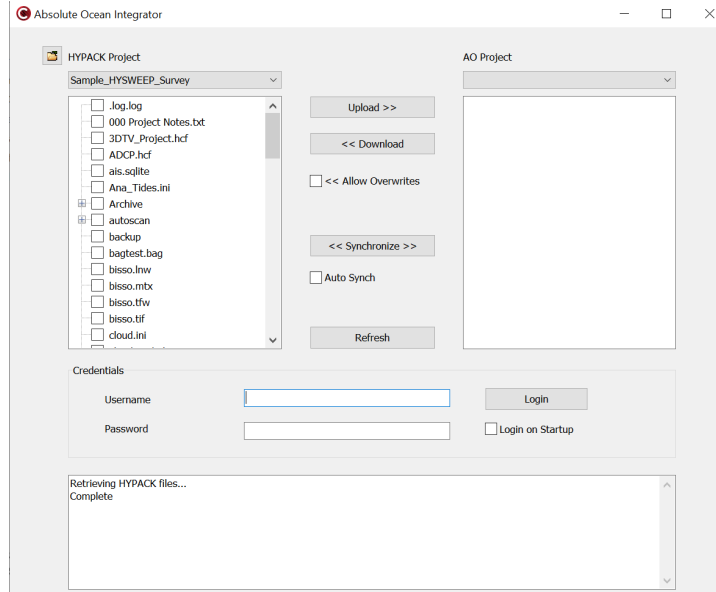 Absolute Ocean Integrator
HYPACK Project
AO Project
Sample_HYSWEEP_Survey
.log.log
000 Project Notes.txt
3DTV_Project.hcf
ADCP.hcf
ais.sqlite
Ana_Tides.ini
Archive
autoscan
backup
bagtest.bag
bisso.lnw
bisso.mtx
bisso.tfw
bisso.tif
cloud.ini
Upload >>
<< Download
<< Allow Overwrites
<< Synchronize >>
Auto Synch
Refresh
Credentials
Username
Login
Password
Login on Startup
Retrieving HYPACK files...
Complete